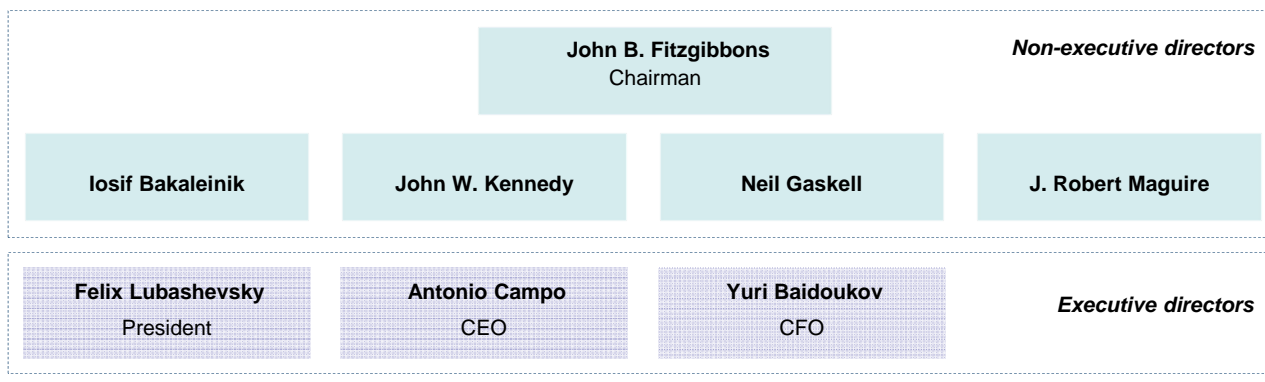 John B. Fitzgibbons
Chairman
Non-executive directors
Iosif Bakaleinik
John W. Kennedy
Neil Gaskell
J. Robert Maguire
Felix Lubashevsky
President
Antonio Campo
CEO
Yuri Baidoukov
CFO
Executive directors